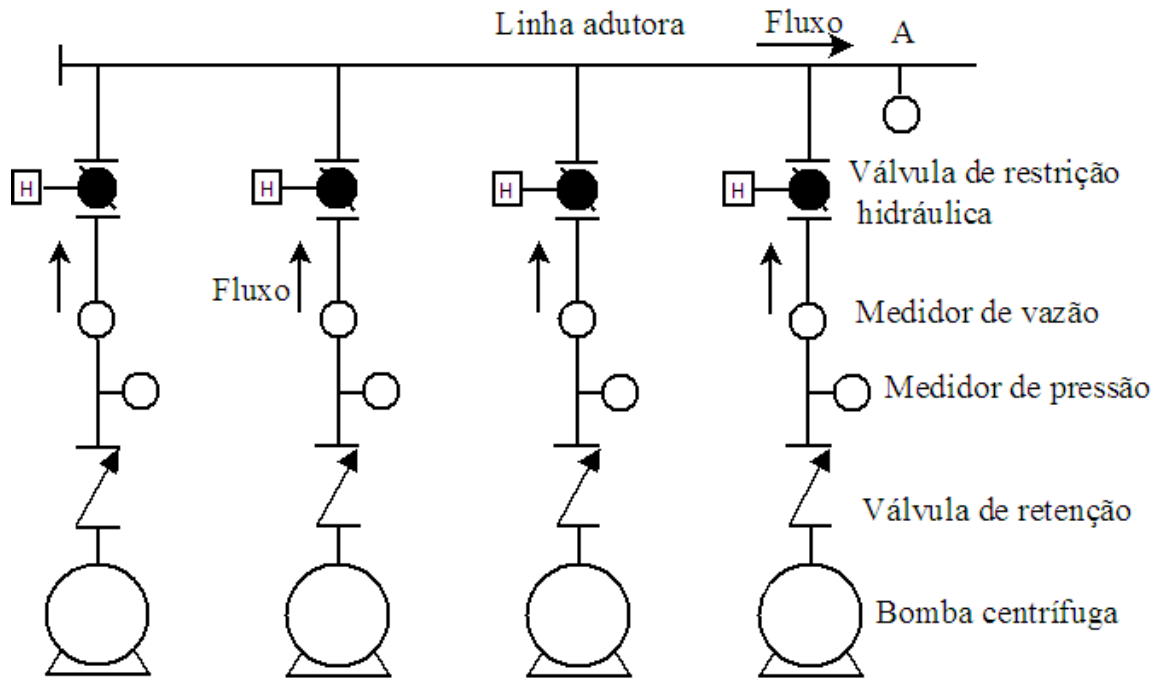 Linha adutora
Fluxo
A
H
H
H
H
Válvula de restrição
hidráulica
Fluxo
Medidor de vazão
Medidor de pressão
Válvula de retenção
Bomba centrífuga